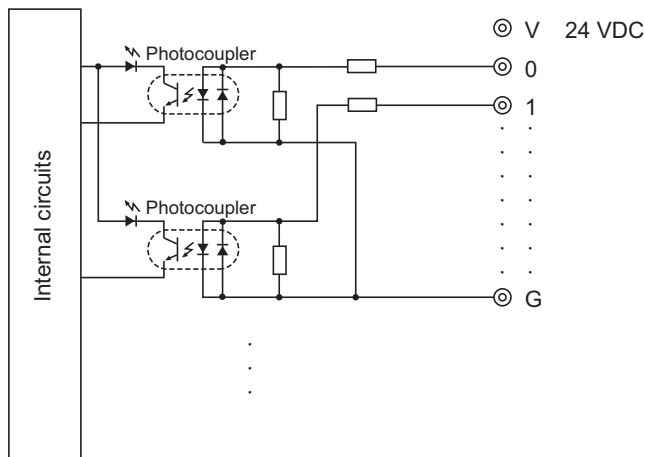 V 24 VDC
Photocoupler
0
1
Photocoupler
Internal circuits
G